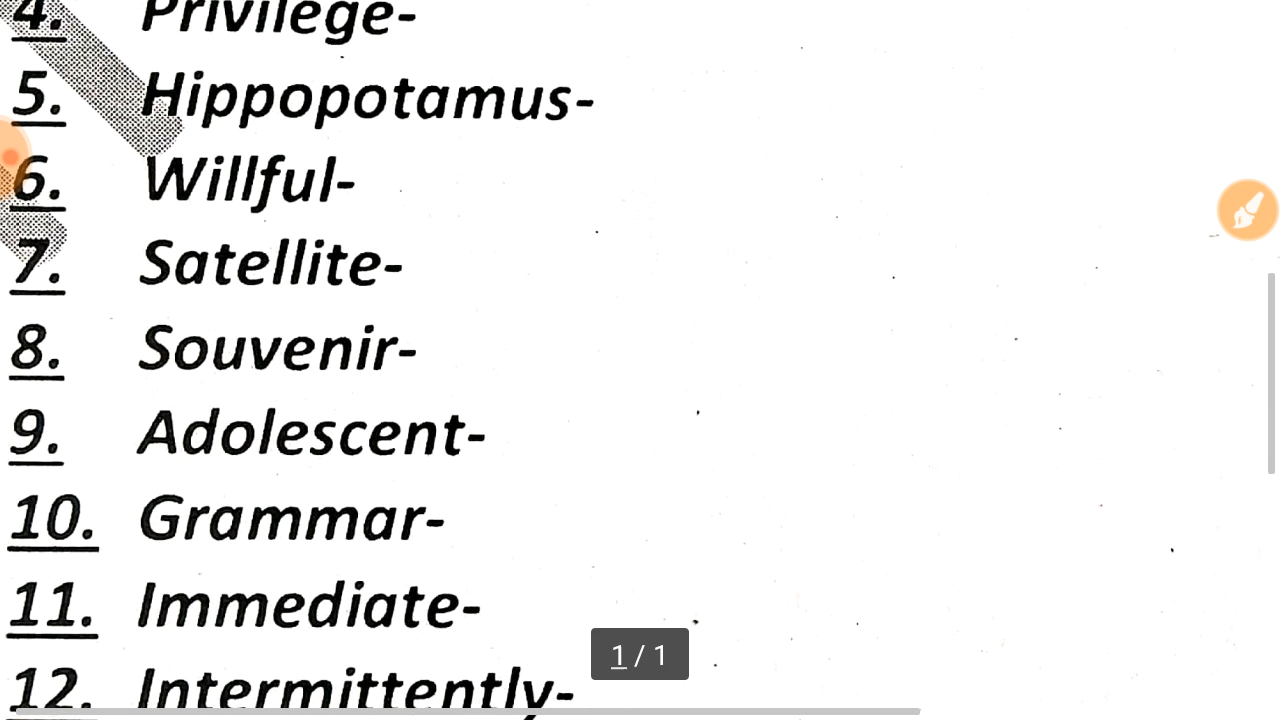 4. Privilege-
5. Hippopotamus-
6. Willful-
7. Satellite-
8. Souvenir-
9. Adolescent-
10. Grammar-
11. Immediate-
12. Intermittently-
1 / 1